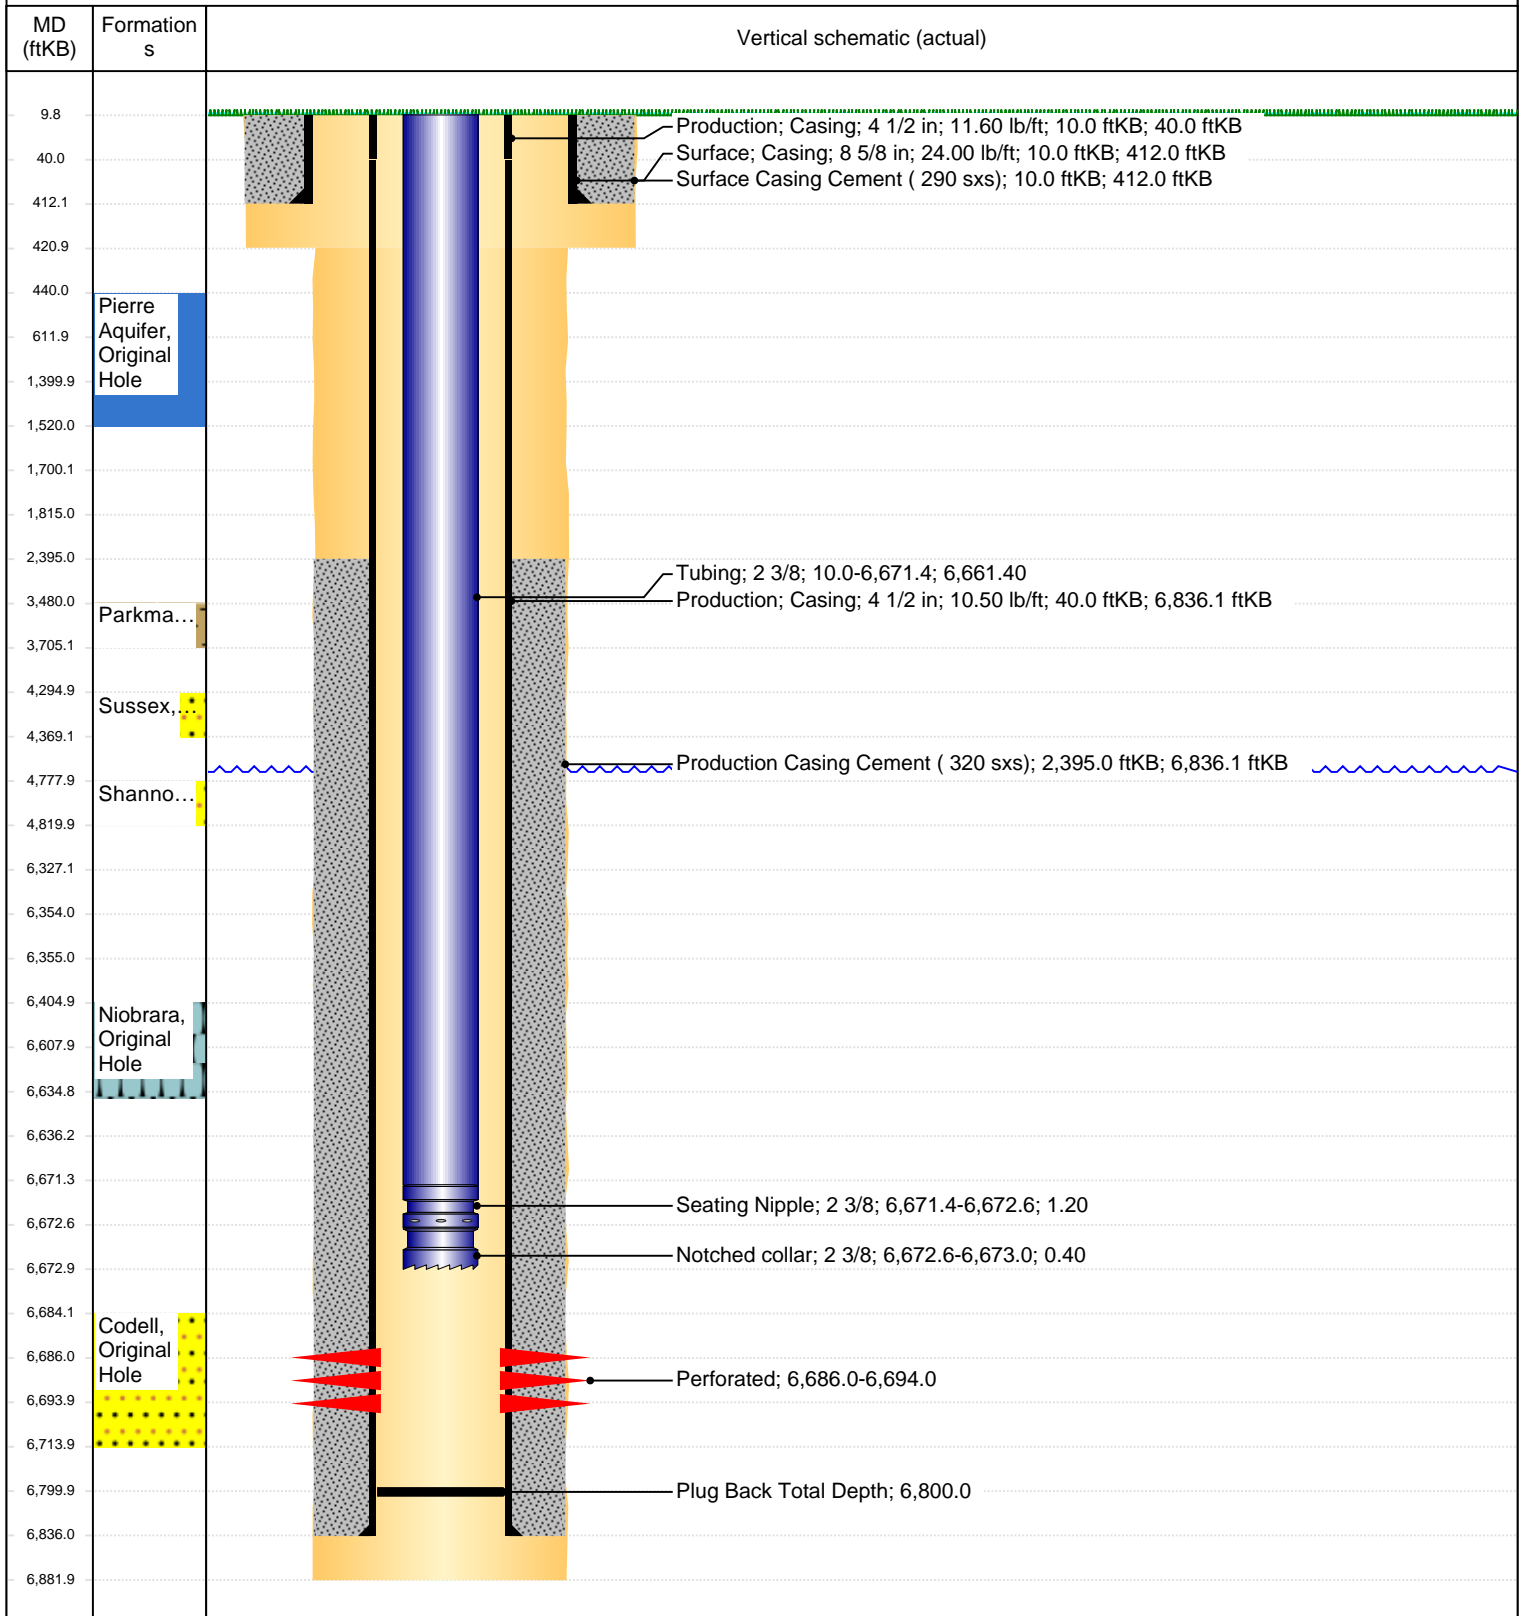 MD
(ftKB)
Formation
s
Vertical schematic (actual)
9.8
Production; Casing; 4 1/2 in; 11.60 lb/ft; 10.0 ftKB; 40.0 ftKB
40.0
Surface; Casing; 8 5/8 in; 24.00 lb/ft; 10.0 ftKB; 412.0 ftKB
Surface Casing Cement ( 290 sxs); 10.0 ftKB; 412.0 ftKB
412.1
420.9
440.0
Pierre
Aquifer,
Original
Hole
611.9
1,399.9
1,520.0
1,700.1
1,815.0
2,395.0
Tubing; 2 3/8; 10.0-6,671.4; 6,661.40
3,480.0
Production; Casing; 4 1/2 in; 10.50 lb/ft; 40.0 ftKB; 6,836.1 ftKB
Parkma...
3,705.1
4,294.9
Sussex,...
4,369.1
Production Casing Cement ( 320 sxs); 2,395.0 ftKB; 6,836.1 ftKB
4,777.9
Shanno...
4,819.9
6,327.1
6,354.0
6,355.0
6,404.9
Niobrara,
Original
Hole
6,607.9
6,634.8
6,636.2
6,671.3
Seating Nipple; 2 3/8; 6,671.4-6,672.6; 1.20
6,672.6
Notched collar; 2 3/8; 6,672.6-6,673.0; 0.40
6,672.9
6,684.1
Codell,
Original
Hole
6,686.0
Perforated; 6,686.0-6,694.0
6,693.9
6,713.9
6,799.9
Plug Back Total Depth; 6,800.0
6,836.0
6,881.9